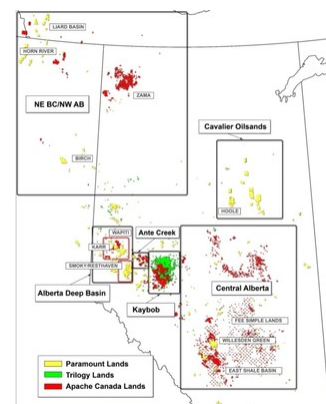 LIARD BASIN
HORN RIVER
NE BC/NW AB
ZAMA
Cavalier Oilsands
BIRCH
HOOLE
WAPITI
Ante Creek
KARR
SMOKY/RESTHAVEN
Alberta Deep Basin
Central Alberta
Kaybob
FEE SIMPLE LANDS
WILLESDEN GREEN
EAST SHALE BASIN
Paramount Lands
Trilogy Lands
Apache Canada Lands